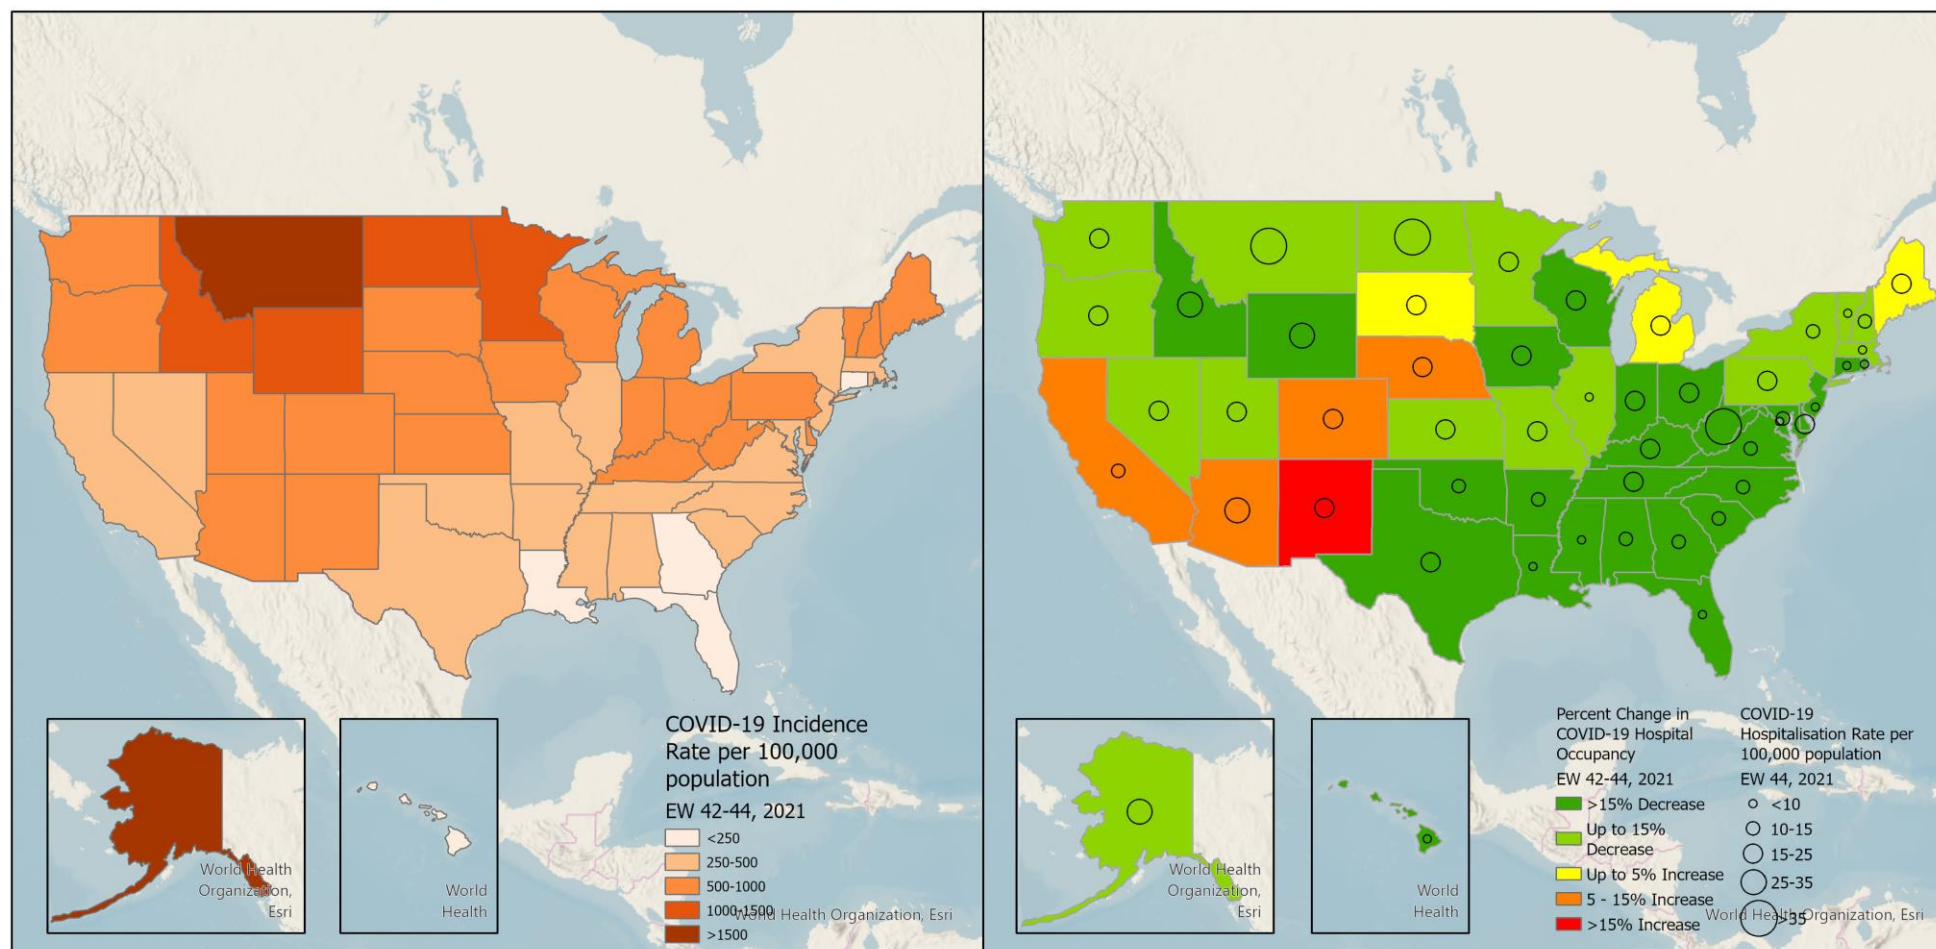 World Health
Organization,
Esri
World
Health
COVID-19 Incidence
Rate per 100,000
population
EW 42-44, 2021
<250
250-500
500-1000
1000-1500
>1500
World Health Organization, Esri
World Health
Organization,
Esri
World
Health
Percent Change in
COVID-19 Hospital
Occupancy
EW 42-44, 2021
>15% Decrease
Up to 15%
Decrease
Up to 5% Increase
5 - 15% Increase
>15% Increase
COVID-19
Hospitalisation Rate per
100,000 population
EW 44, 2021
<10
10-15
15-25
25-35
>35
World Health Organization, Esri